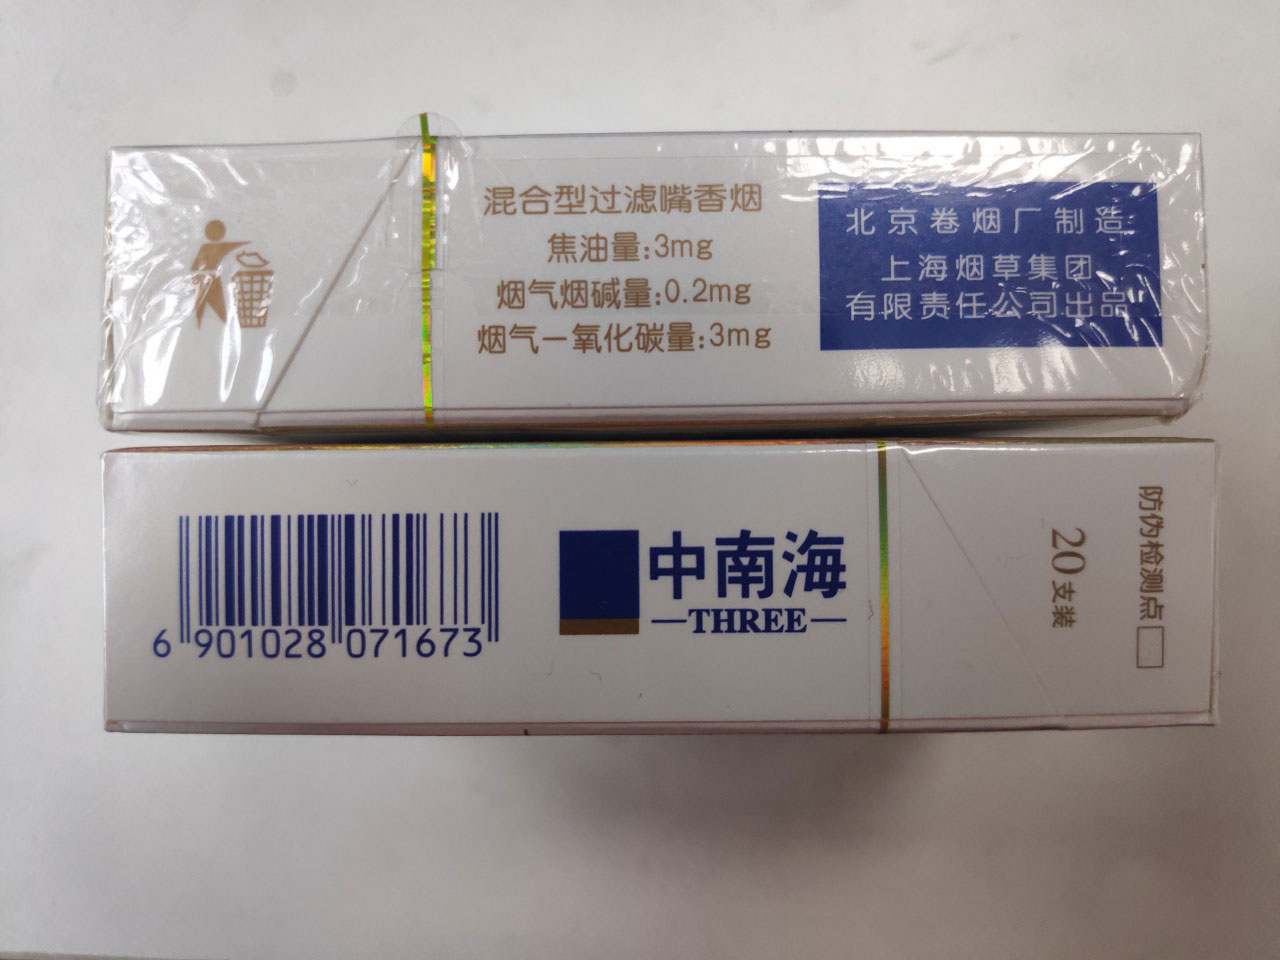 混合型过滤嘴香烟
焦油量:3mg
烟气烟碱量:0.2mg
烟气一氧化碳量:3mg
北京卷烟厂制造
上海烟草集团
有限责任公司出品
6 901028 071673
中南海
THREE
20支装
防伪检测点